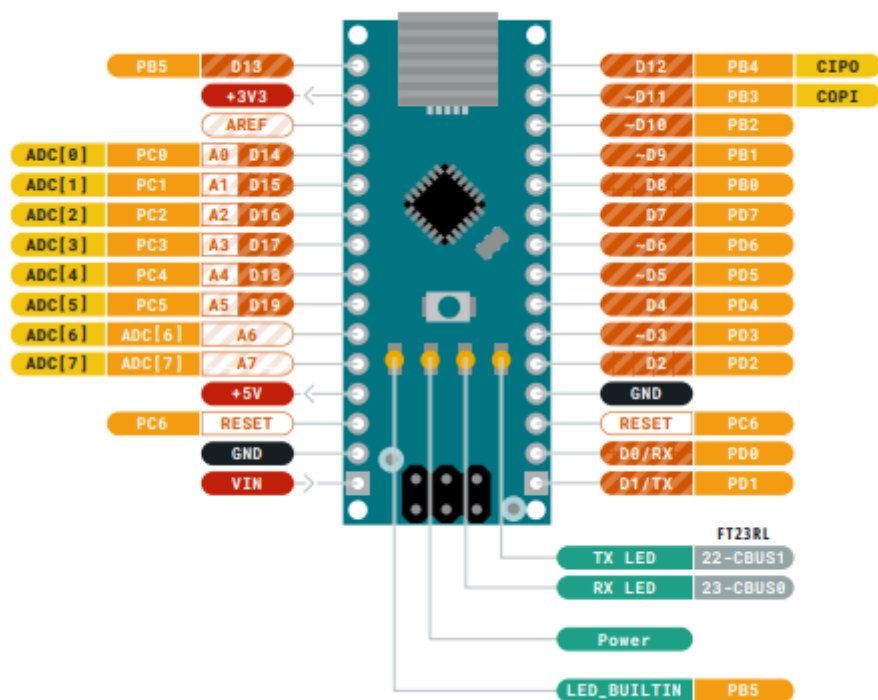 PB5 D13 D12 PB4 CIPO
+3V3 ~D11 PB3 COPI
AREF ~D10 PB2
ADC[0] PC0 A0 D14 ~D9 PB1
ADC[1] PC1 A1 D15 D8 PB0
ADC[2] PC2 A2 D16 D7 PD7
ADC[3] PC3 A3 D17 ~D6 PD6
ADC[4] PC4 A4 D18 ~D5 PD5
ADC[5] PC5 A5 D19 D4 PD4
ADC[6] ADC[6] A6 ~D3 PD3
ADC[7] ADC[7] A7 D2 PD2
+5V GND
PC6 RESET RESET PC6
GND D0/RX PD0
VIN D1/TX PD1
FT23RL
TX LED 22-CBUS1
RX LED 23-CBUS0
Power
LED_BUILTIN PB5